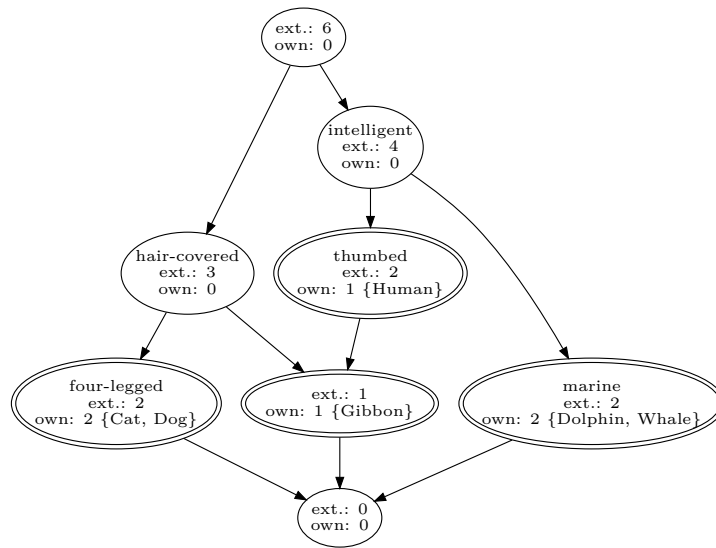 ext.: 6
own: 0
intelligent
ext.: 4
own: 0
hair-covered
ext.: 3
own: 0
thumbed
ext.: 2
own: 1 {Human}
four-legged
ext.: 2
own: 2 {Cat, Dog}
ext.: 1
own: 1 {Gibbon}
marine
ext.: 2
own: 2 {Dolphin, Whale}
ext.: 0
own: 0